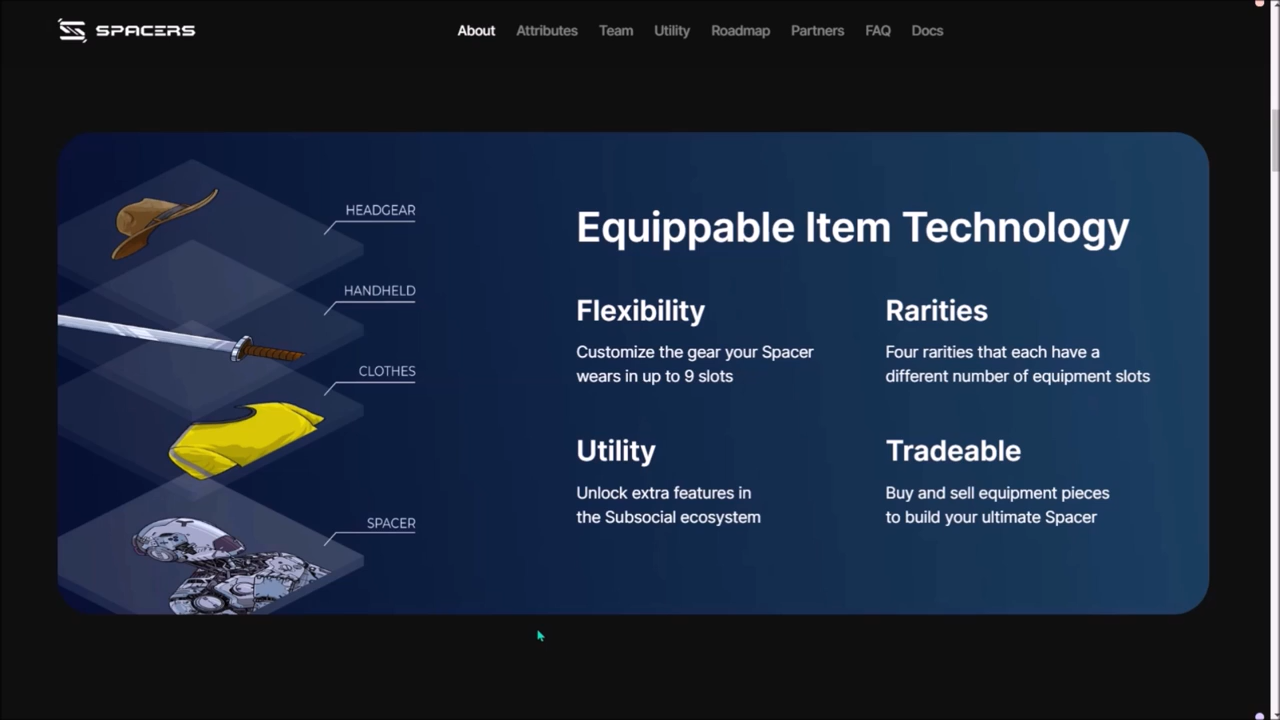 SPACERS
About Attributes Team Utility Roadmap Partners FAQ Docs
HEADGEAR
HANDHELD
CLOTHES
SPACER
Equippable Item Technology
Flexibility
Customize the gear your Spacer
wears in up to 9 slots
Rarities
Four rarities that each have a
different number of equipment slots
Utility
Unlock extra features in
the Subsocial ecosystem
Tradeable
Buy and sell equipment pieces
to build your ultimate Spacer